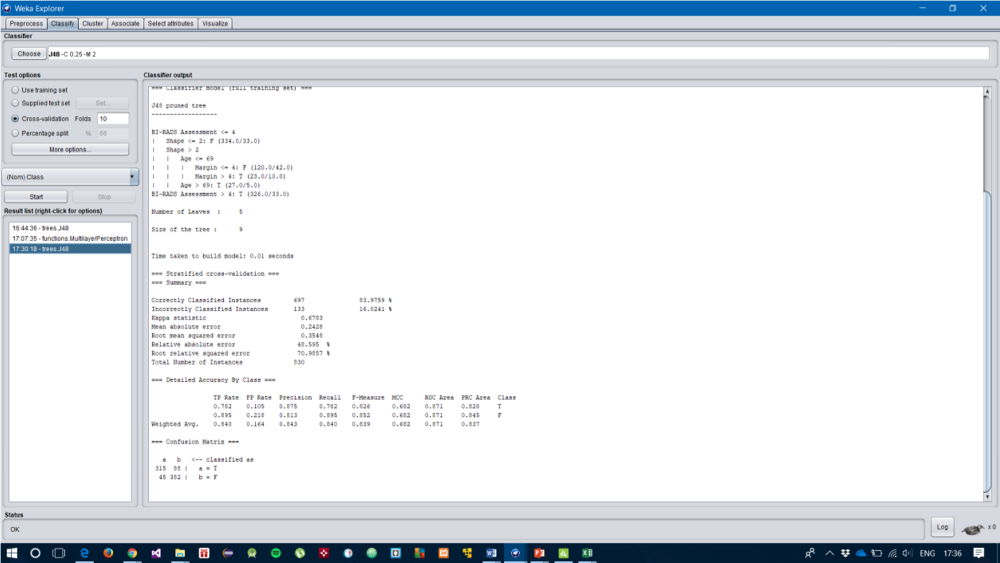 Weka Explorer
Preprocess Classify Cluster Associate Select attributes Visualize
Classifier
Choose J48 -C 0.25 -M 2
Test options
Use training set
Supplied test set Set...
Cross-validation Folds 10
Percentage split % 66
More options...
(Nom) Class
Start Stop
Result list (right-click for options)
16:44:36 - trees.J48
17:07:35 - functions.MultilayerPerceptron
17:30:18 - trees.J48
Classifier output
=== Classifier model (full training set) ===
J48 pruned tree
------------------
BI-RADS Assessment <= 4
|   Shape <= 2: F (334.0/33.0)
|   Shape > 2
|   |   Age <= 69
|   |   |   Margin <= 4: F (120.0/42.0)
|   |   |   Margin > 4: T (23.0/10.0)
|   |   Age > 69: T (27.0/5.0)
BI-RADS Assessment > 4: T (326.0/33.0)
Number of Leaves  : 5
Size of the tree : 9
Time taken to build model: 0.01 seconds
=== Stratified cross-validation ===
=== Summary ===
Correctly Classified Instances 697 83.9759 %
Incorrectly Classified Instances 133 16.0241 %
Kappa statistic 0.6783
Mean absolute error 0.2428
Root mean squared error 0.3548
Relative absolute error 48.595 %
Root relative squared error 70.9857 %
Total Number of Instances 830
=== Detailed Accuracy By Class ===
TP Rate FP Rate Precision Recall F-Measure MCC ROC Area PRC Area Class
0.782 0.105 0.875 0.782 0.826 0.682 0.871 0.828 T
0.895 0.218 0.813 0.895 0.852 0.682 0.871 0.845 F
Weighted Avg. 0.840 0.164 0.843 0.840 0.839 0.682 0.871 0.837
=== Confusion Matrix ===
a b <-- classified as
315 88 | a = T
45 382 | b = F
Status
OK
Log
x 0
ENG 17:36